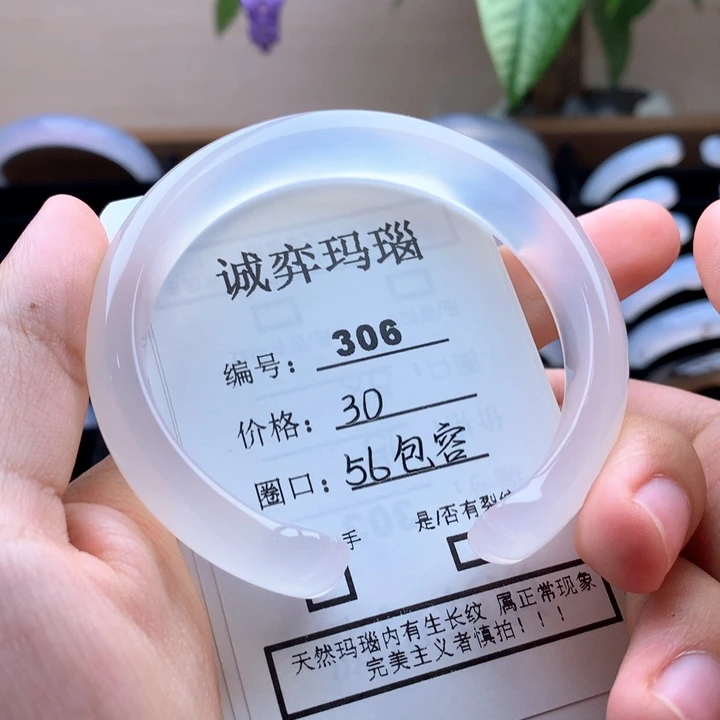 诚弈玛瑙
编号: 306
价格: 30
圈口: 56包容
手
是/否有裂纹
天然玛瑙内有生长纹 属正常现象
完美主义者慎拍!!!